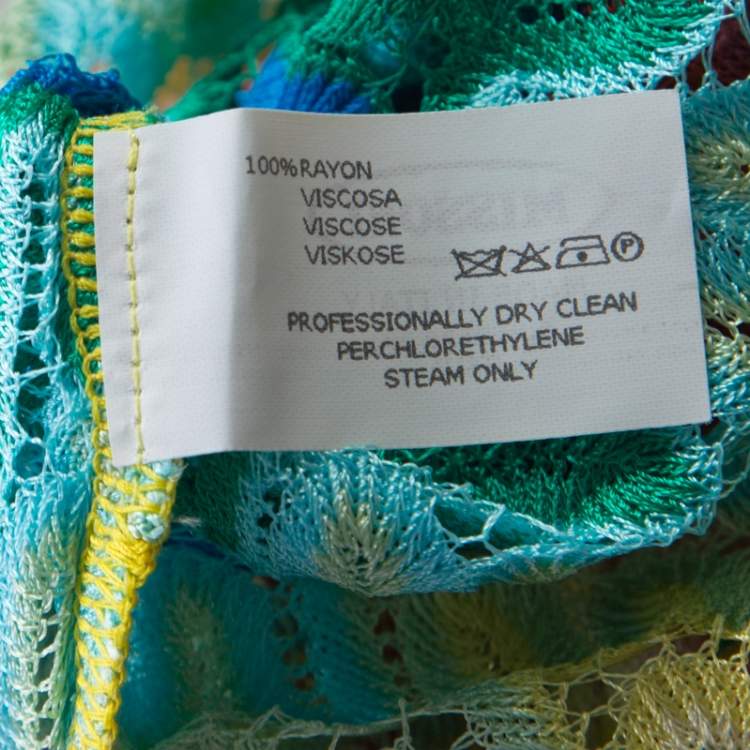 100%RAYON
VISCOSA
VISCOSE
VISKOSE
P
PROFESSIONALLY DRY CLEAN
PERCHLORETHYLENE
STEAM ONLY